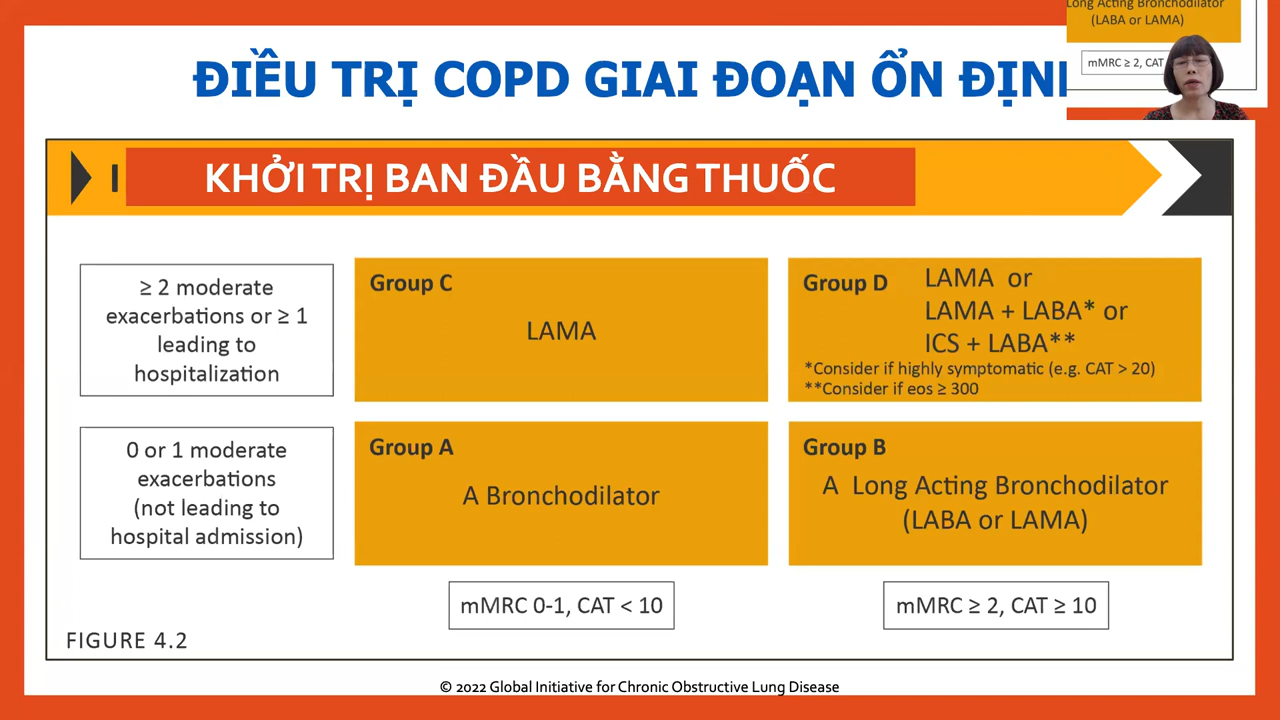 Long Acting Bronchodilator
(LABA or LAMA)
mMRC ≥ 2, CAT
ĐIỀU TRỊ COPD GIAI ĐOẠN ỔN ĐỊN
KHỞI TRỊ BAN ĐẦU BẰNG THUỐC
≥ 2 moderate
exacerbations or ≥ 1
leading to
hospitalization
Group C
LAMA
Group D
LAMA or
LAMA + LABA* or
ICS + LABA**
*Consider if highly symptomatic (e.g. CAT > 20)
**Consider if eos ≥ 300
0 or 1 moderate
exacerbations
(not leading to
hospital admission)
Group A
A Bronchodilator
Group B
A Long Acting Bronchodilator
(LABA or LAMA)
mMRC 0-1, CAT < 10
mMRC ≥ 2, CAT ≥ 10
FIGURE 4.2
© 2022 Global Initiative for Chronic Obstructive Lung Disease